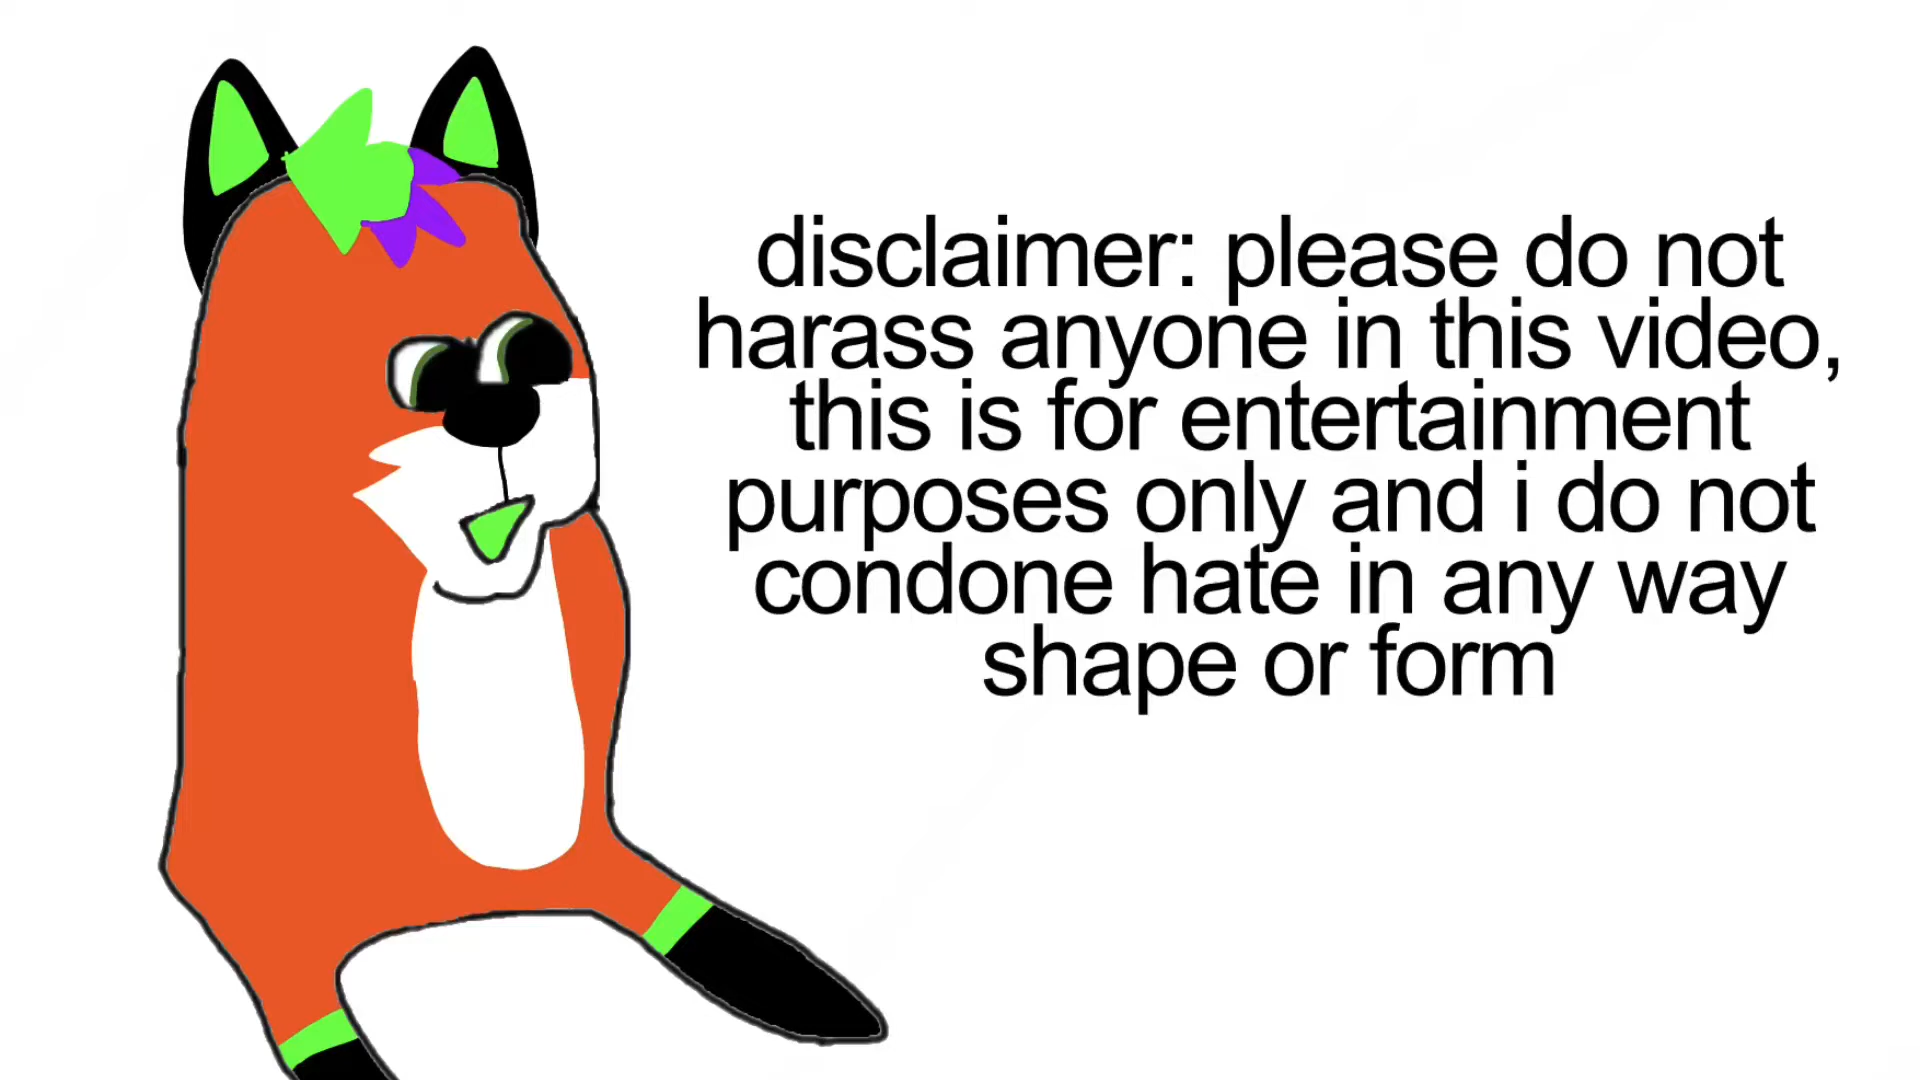 disclaimer: please do not
harass anyone in this video,
this is for entertainment
purposes only and i do not
condone hate in any way
shape or form